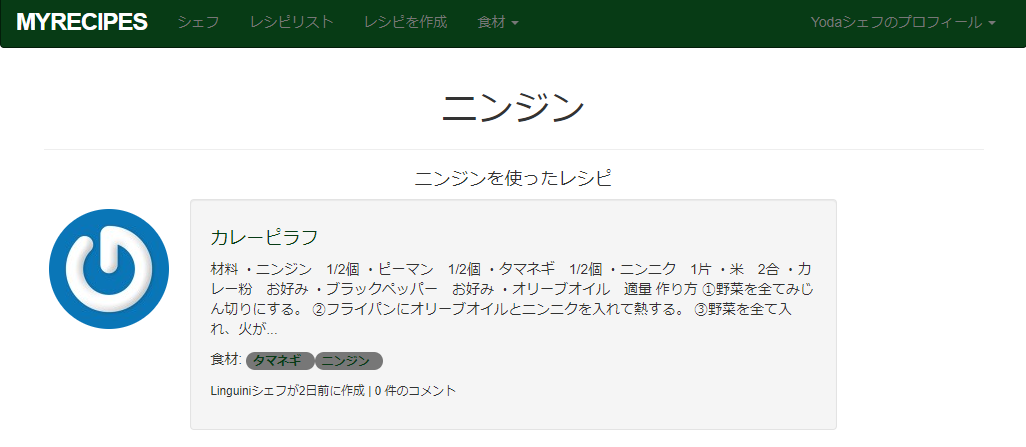 MYRECIPES シェフ レシピリスト レシピを作成 食材 Yodaシェフのプロフィール
ニンジン
ニンジンを使ったレシピ
カレーピラフ
材料 ・ニンジン　1/2個 ・ピーマン　1/2個 ・タマネギ　1/2個 ・ニンニク　1片 ・米　2合 ・カ
レー粉　お好み ・ブラックペッパー　お好み ・オリーブオイル　適量 作り方 ①野菜を全てみじ
ん切りにする。 ②フライパンにオリーブオイルとニンニクを入れて熱する。 ③野菜を全て入
れ、火が...
食材: タマネギ ニンジン
Linguiniシェフが2日前に作成 | 0 件のコメント